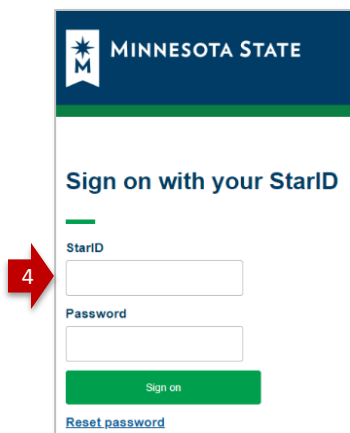 M
MINNESOTA STATE
Sign on with your StarID
StarID
4
Password
Sign on
Reset password